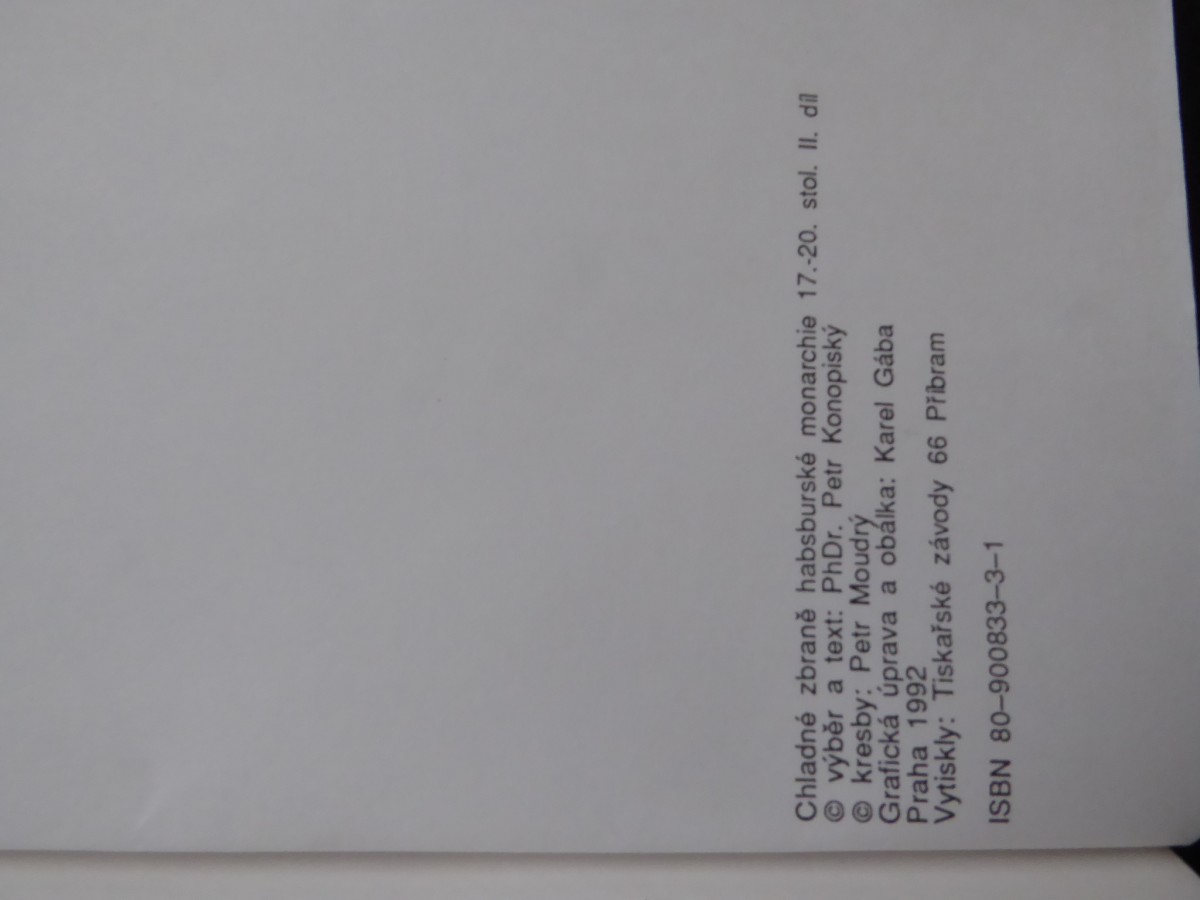 Chladné zbraně habsburské monarchie 17.-20. stol. II. díl
© výběr a text: PhDr. Petr Konopiský
© kresby: Petr Moudrý
Grafická úprava a obálka: Karel Gába
Praha 1992
Vytiskly: Tiskařské závody 66 Příbram
ISBN 80–900833–3–1